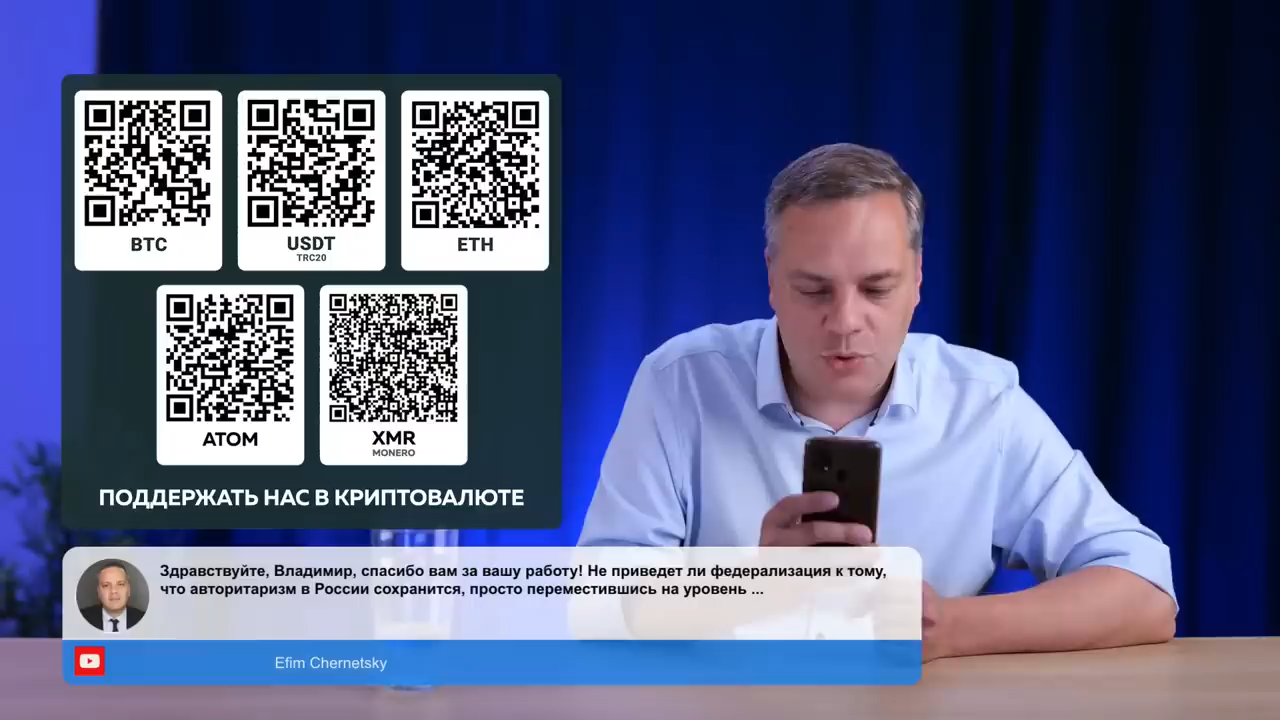 BTC
USDT
TRC20
ETH
ATOM
XMR
MONERO
ПОДДЕРЖАТЬ НАС В КРИПТОВАЛЮТЕ
Здравствуйте, Владимир, спасибо вам за вашу работу! Не приведет ли федерализация к тому,
что авторитаризм в России сохранится, просто переместившись на уровень ...
Efim Chernetsky